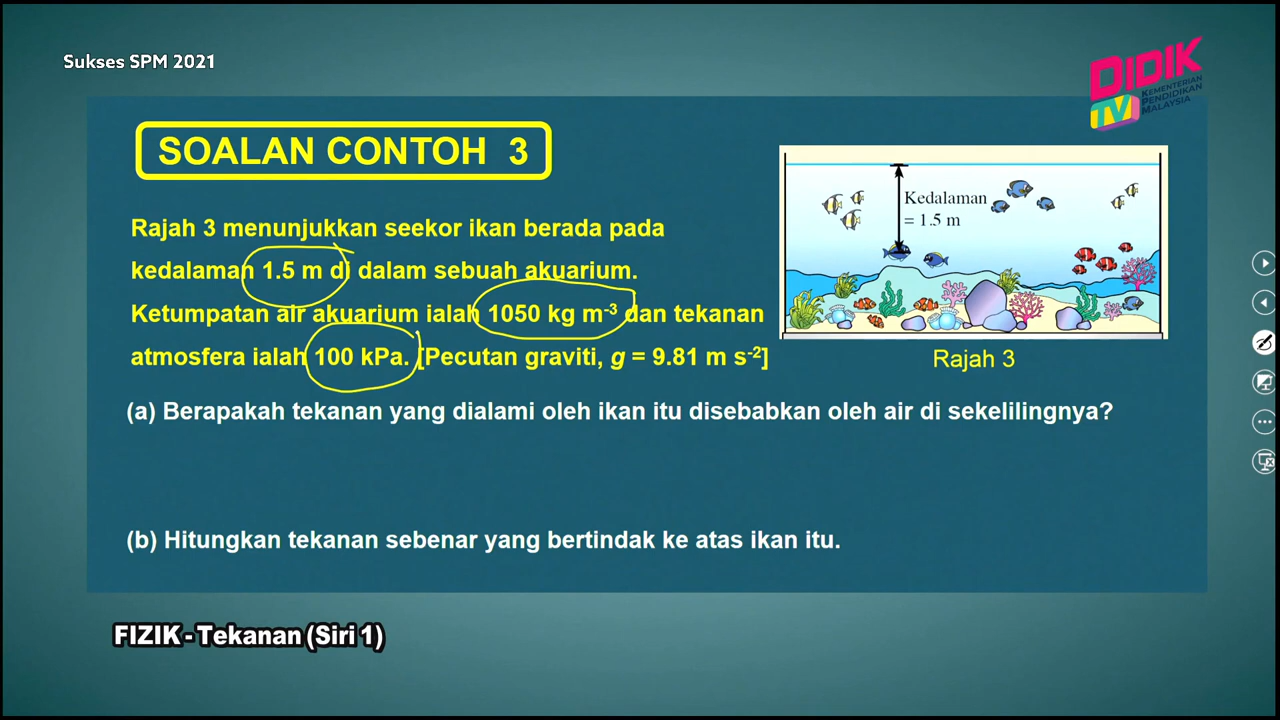 Sukses SPM 2021
DIDIK
TV
KEMENTERIAN
PENDIDIKAN
MALAYSIA
SOALAN CONTOH 3
Rajah 3 menunjukkan seekor ikan berada pada
kedalaman 1.5 m di dalam sebuah akuarium.
Ketumpatan air akuarium ialah 1050 kg m⁻³ dan tekanan
atmosfera ialah 100 kPa. [Pecutan graviti, g = 9.81 m s⁻²]
Kedalaman
= 1.5 m
Rajah 3
(a) Berapakah tekanan yang dialami oleh ikan itu disebabkan oleh air di sekelilingnya?
(b) Hitungkan tekanan sebenar yang bertindak ke atas ikan itu.
FIZIK - Tekanan (Siri 1)